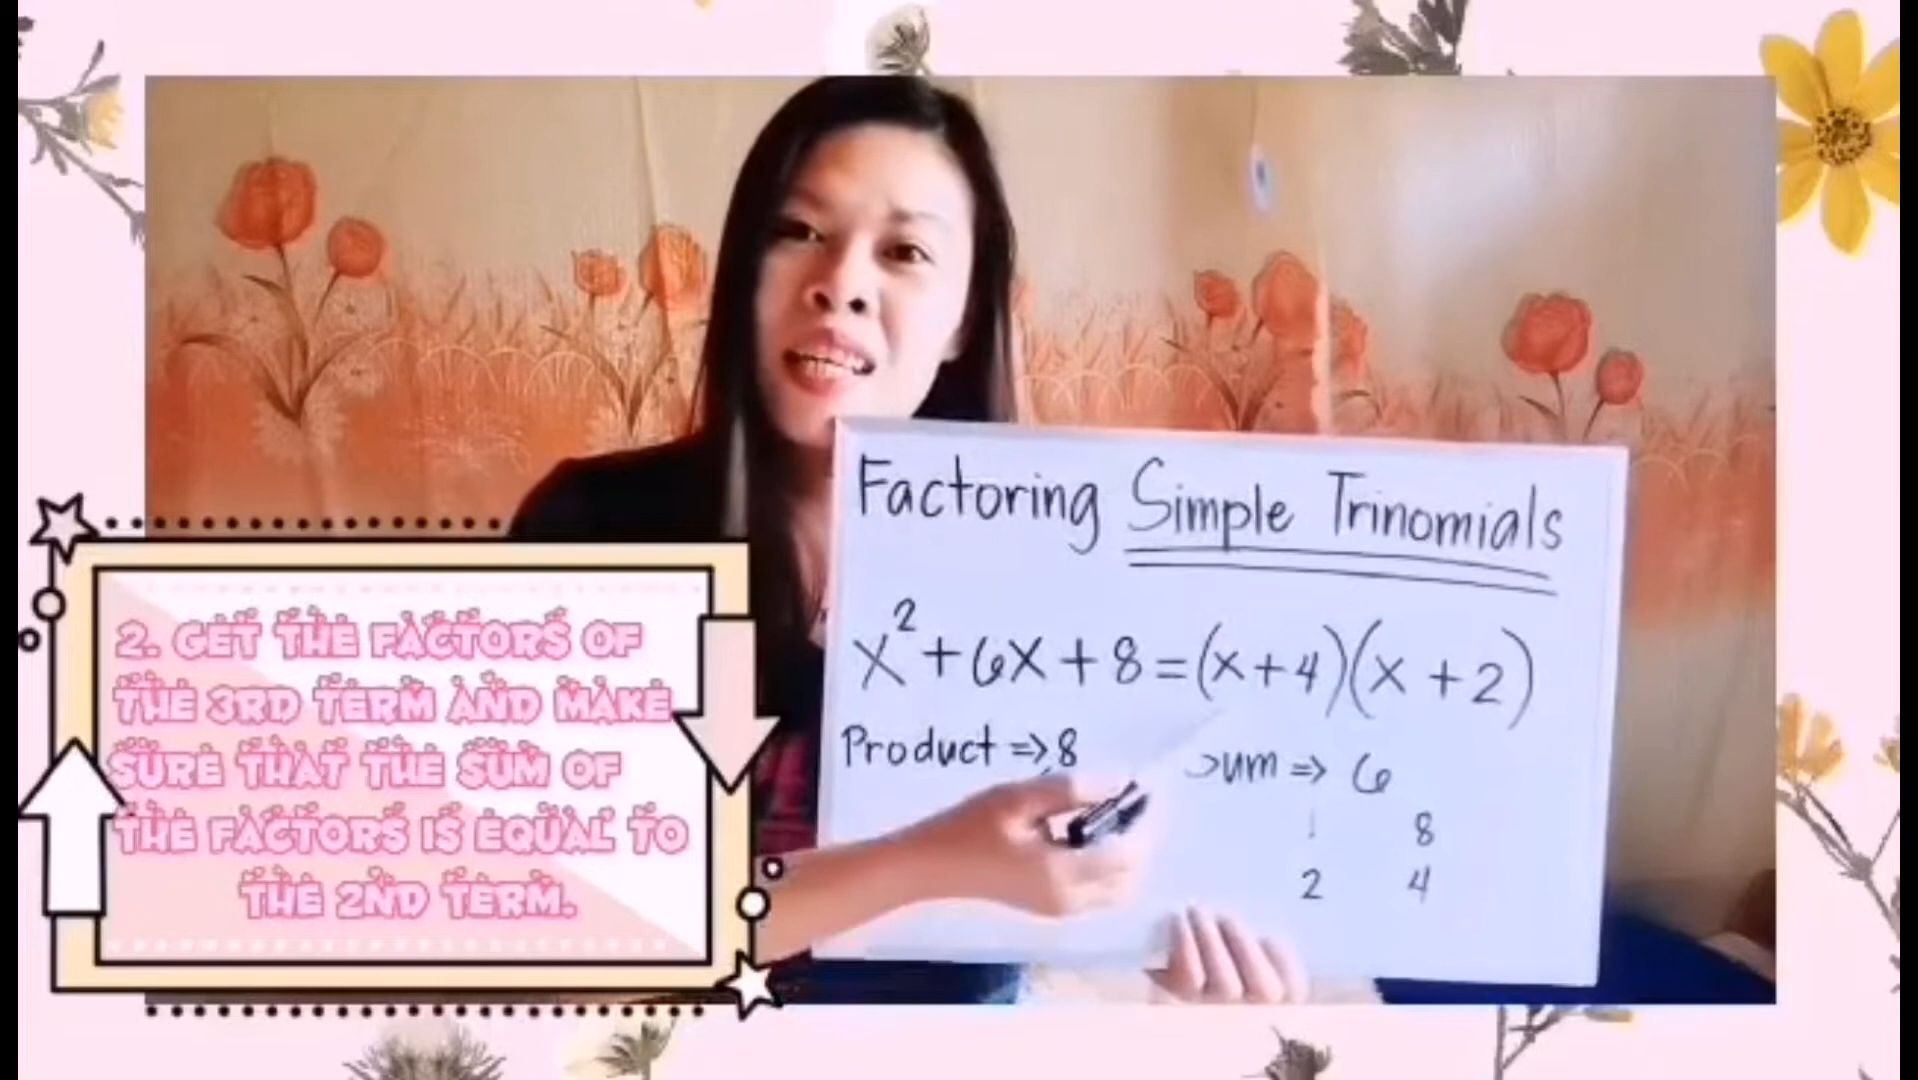 Factoring Simple Trinomials
x² + 6x + 8 = (x + 4)(x + 2)
Product => 8 Sum => 6
1 8
2 4
2. GET THE FACTORS OF
THE 3RD TERM AND MAKE
SURE THAT THE SUM OF
THE FACTORS IS EQUAL TO
THE 2ND TERM.